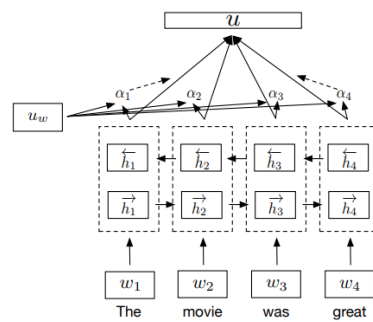 u
α₁ α₂ α₃ α₄
u_w
←h₁ ←h₂ ←h₃ ←h₄
→h₁ →h₂ →h₃ →h₄
w₁ w₂ w₃ w₄
The movie was great